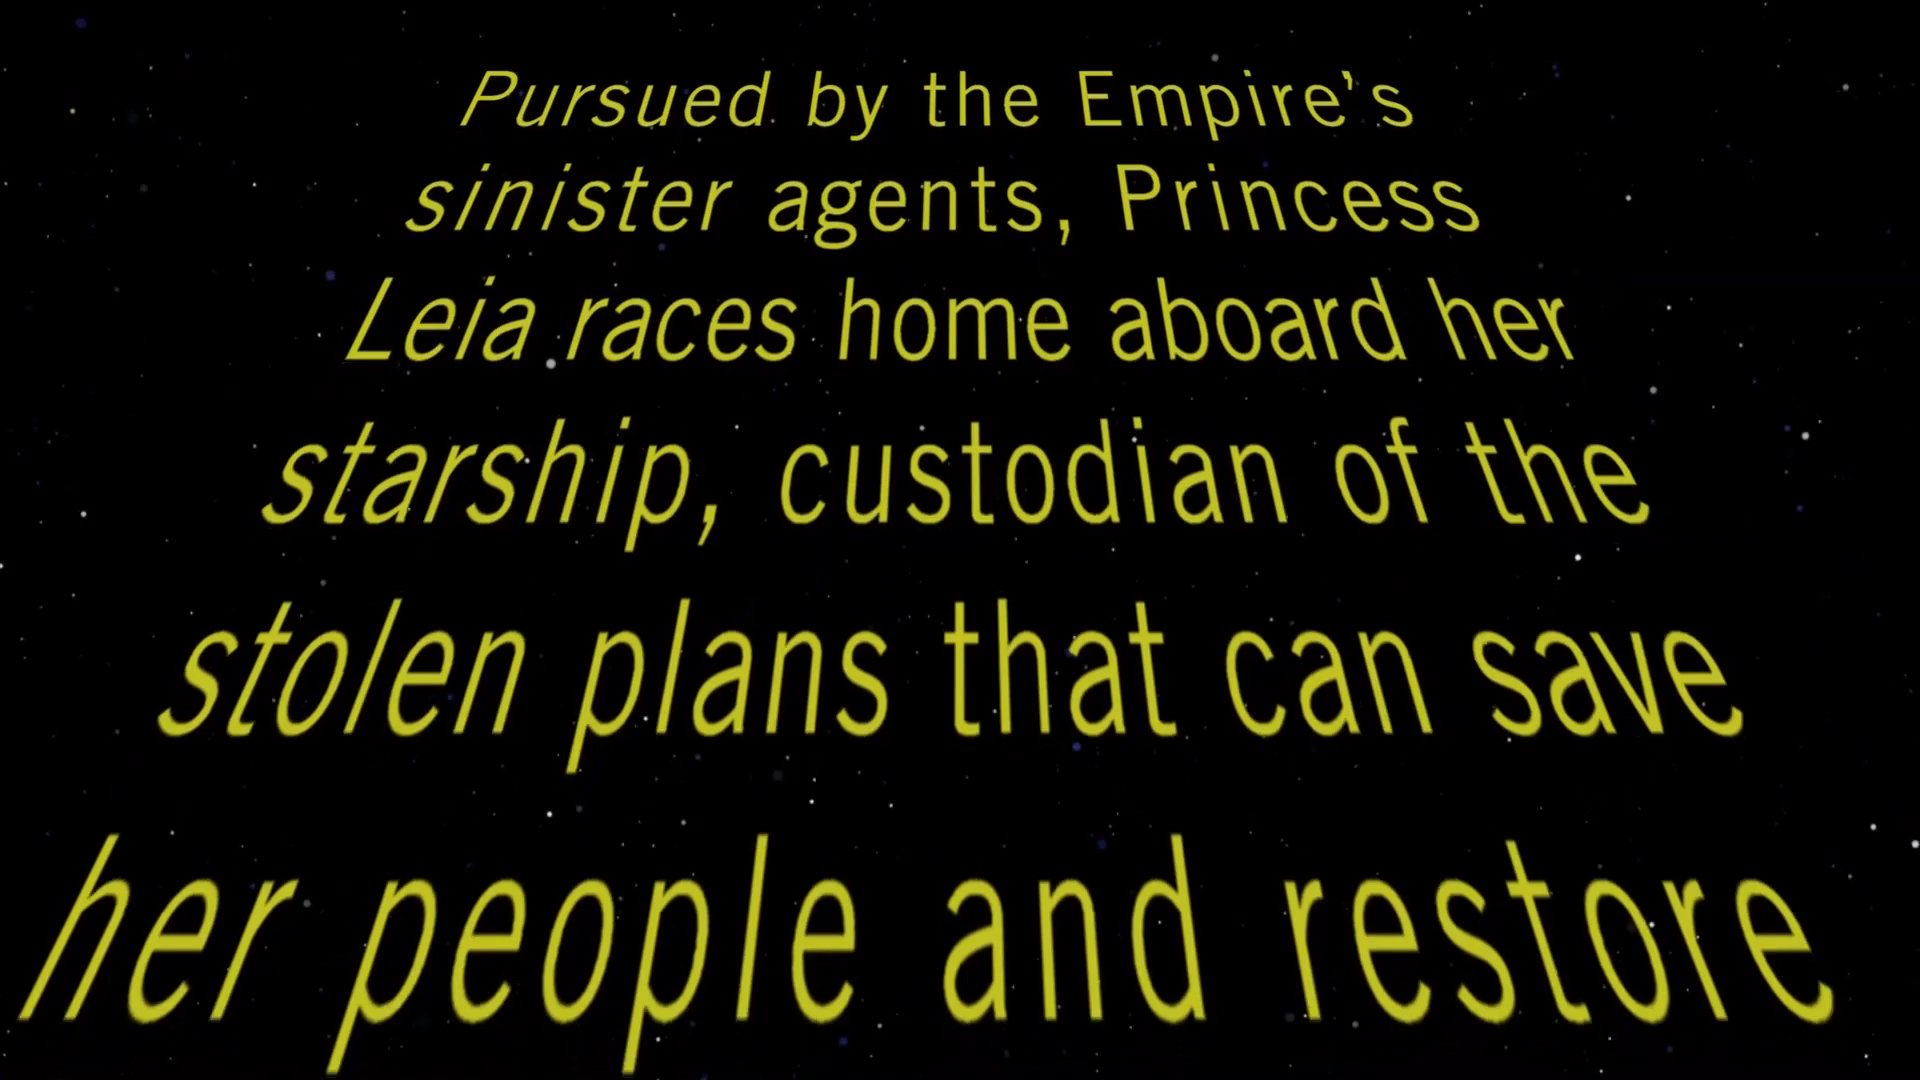 Pursued by the Empire’s
sinister agents, Princess
Leia races home aboard her
starship, custodian of the
stolen plans that can save
her people and restore